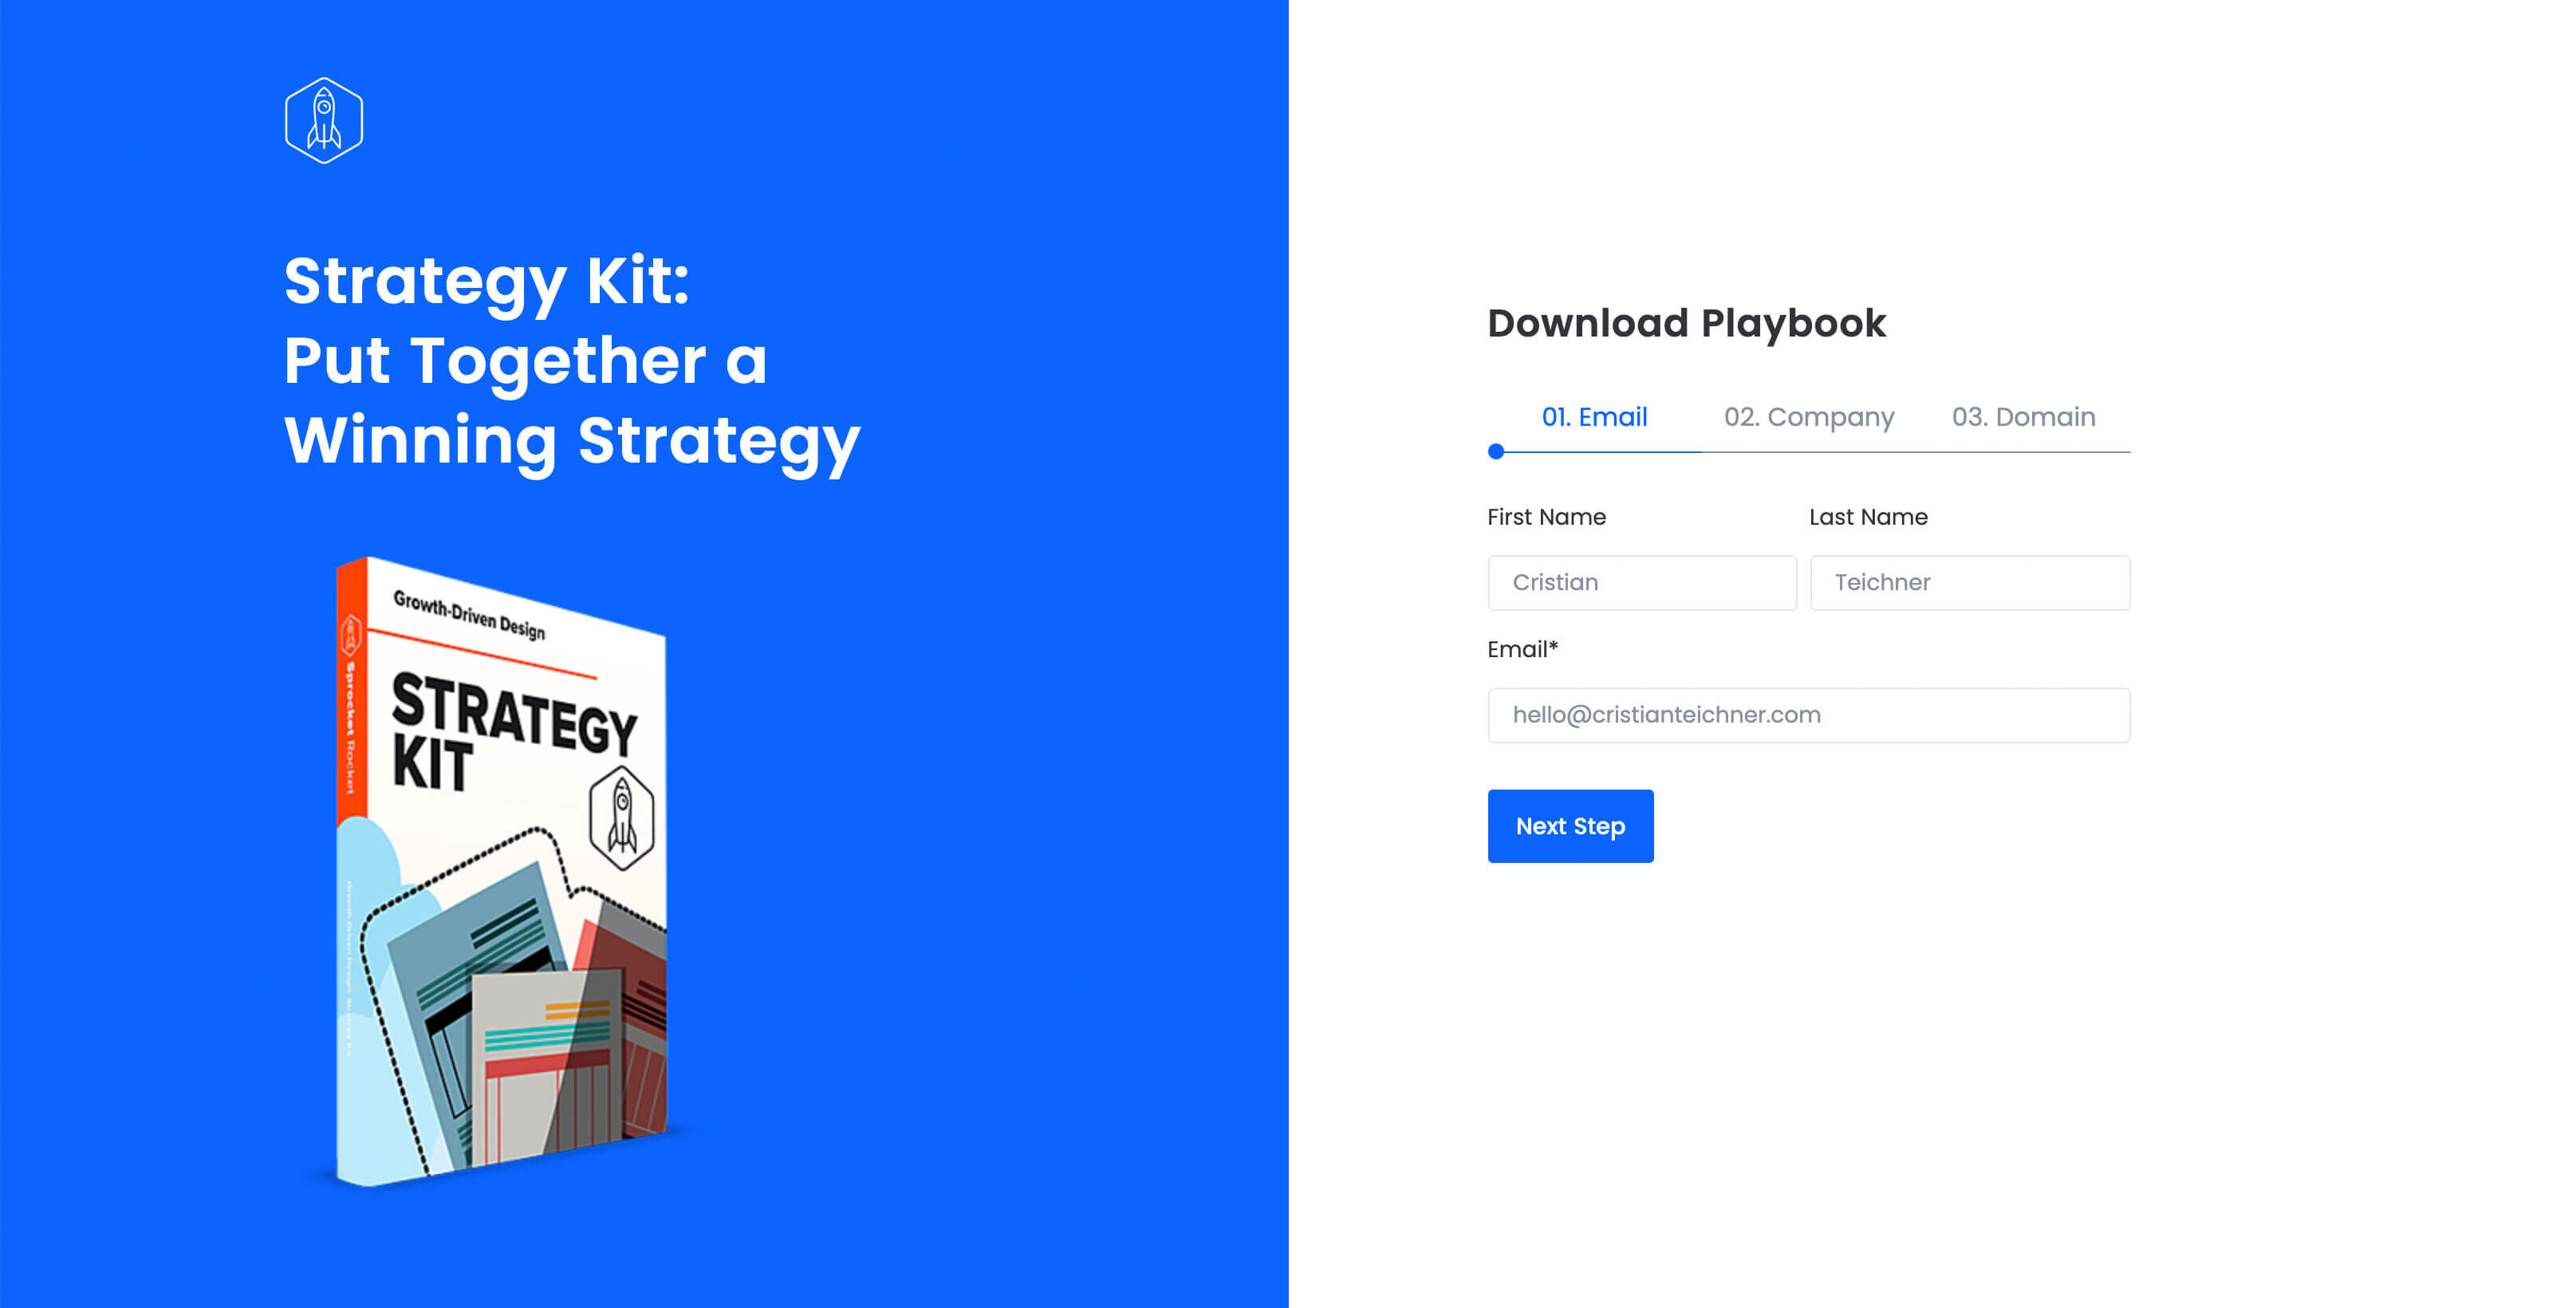 Strategy Kit:
Put Together a
Winning Strategy
Growth-Driven Design
STRATEGY
KIT
Sprocket Rocket
Download Playbook
01. Email
02. Company
03. Domain
First Name
Last Name
Cristian
Teichner
Email*
hello@cristianteichner.com
Next Step